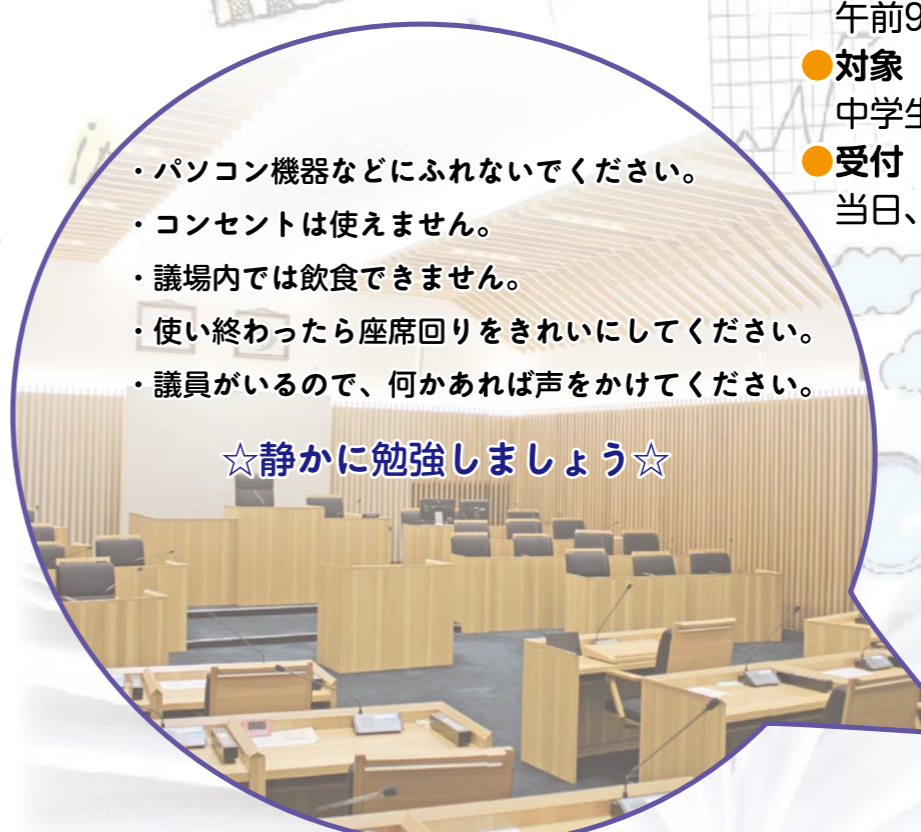 午前9
●対象
中学生
●受付
当日、
・パソコン機器などにふれないでください。
・コンセントは使えません。
・議場内では飲食できません。
・使い終わったら座席回りをきれいにしてください。
・議員がいるので、何かあれば声をかけてください。
☆静かに勉強しましょう☆